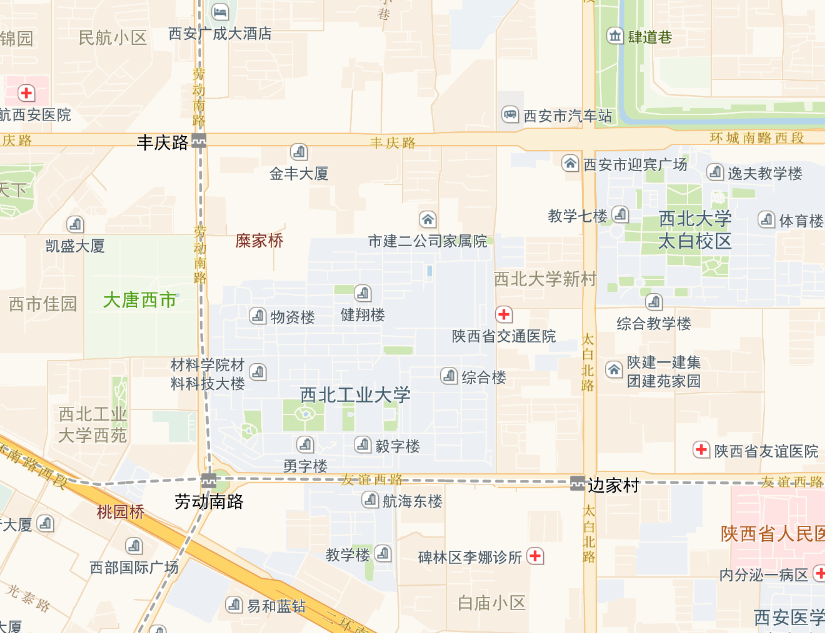 小巷
锦园
民航小区
西安广成大酒店
肆道巷
劳动南路
航西安医院
西安市汽车站
庆路
丰庆路
丰庆路
环城南路西段
金丰大厦
西安市迎宾广场
逸夫教学楼
天下
教学七楼
西北大学
太白校区
体育楼
凯盛大厦
劳动南路
糜家桥
市建二公司家属院
西北大学新村
西市佳园
大唐西市
物资楼
健翔楼
综合教学楼
陕西省交通医院
太白北路
材料学院材
料科技大楼
综合楼
陕建一建集
团建苑家园
西北工业大学
西北工业
大学西苑
勇字楼
毅字楼
陕西省友谊医院
南路西段
友谊西路
友谊西路
劳动南路
边家村
桃园桥
航海东楼
大厦
太白北路
陕西省人民医
西部国际广场
教学楼
碑林区李娜诊所
内分泌一病区
光泰路
易和蓝钻
白庙小区
西安医学
大厦
二环南